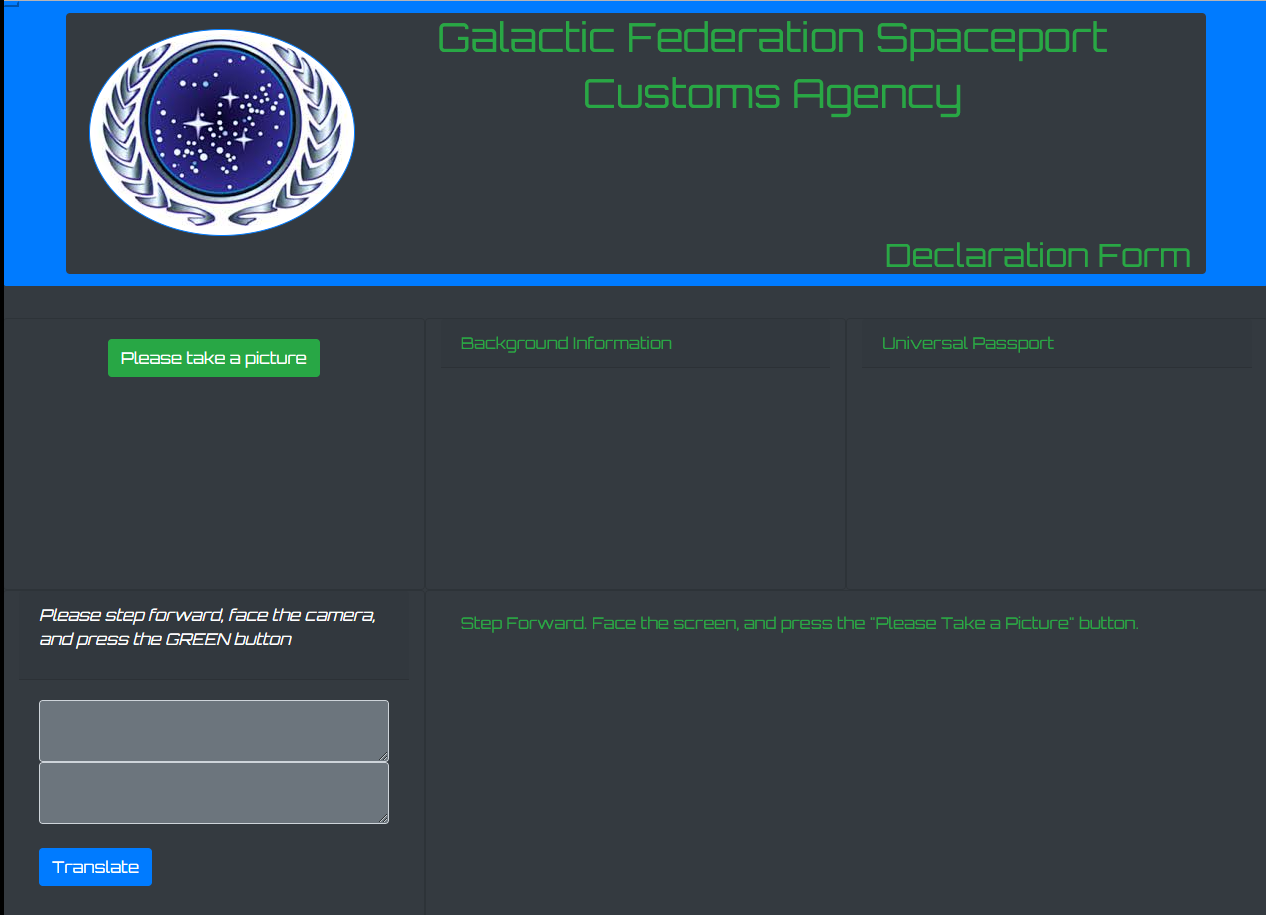 Galactic Federation Spaceport
Customs Agency
Declaration Form
Please take a picture
Background Information
Universal Passport
Please step forward, face the camera,
and press the GREEN button
Step Forward. Face the screen, and press the "Please Take a Picture" button.
Translate